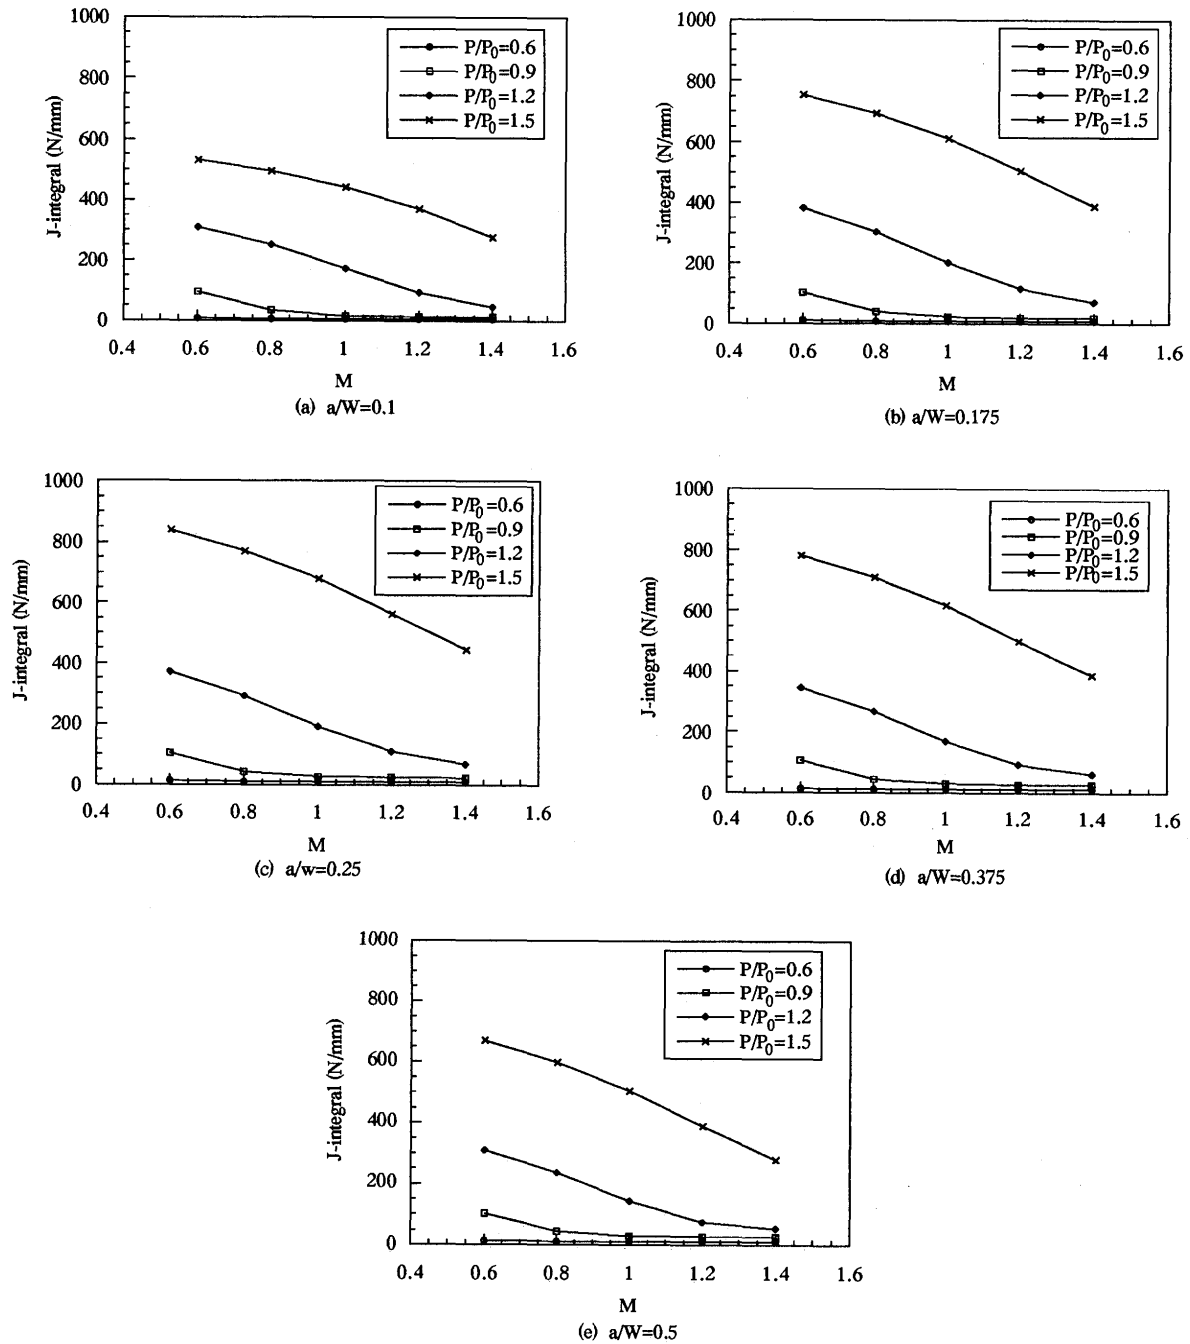 1000
800
600
400
200
0
J-integral (N/mm)
P/P0=0.6
P/P0=0.9
P/P0=1.2
P/P0=1.5
0.4 0.6 0.8 1 1.2 1.4 1.6
M
(a) a/W=0.1
1000
800
600
400
200
0
J-integral (N/mm)
P/P0=0.6
P/P0=0.9
P/P0=1.2
P/P0=1.5
0.4 0.6 0.8 1 1.2 1.4 1.6
M
(b) a/W=0.175
1000
800
600
400
200
0
J-integral (N/mm)
P/P0=0.6
P/P0=0.9
P/P0=1.2
P/P0=1.5
0.4 0.6 0.8 1 1.2 1.4 1.6
M
(c) a/w=0.25
1000
800
600
400
200
0
J-integral (N/mm)
P/P0=0.6
P/P0=0.9
P/P0=1.2
P/P0=1.5
0.4 0.6 0.8 1 1.2 1.4 1.6
M
(d) a/W=0.375
1000
800
600
400
200
0
J-integral (N/mm)
P/P0=0.6
P/P0=0.9
P/P0=1.2
P/P0=1.5
0.4 0.6 0.8 1 1.2 1.4 1.6
M
(e) a/W=0.5